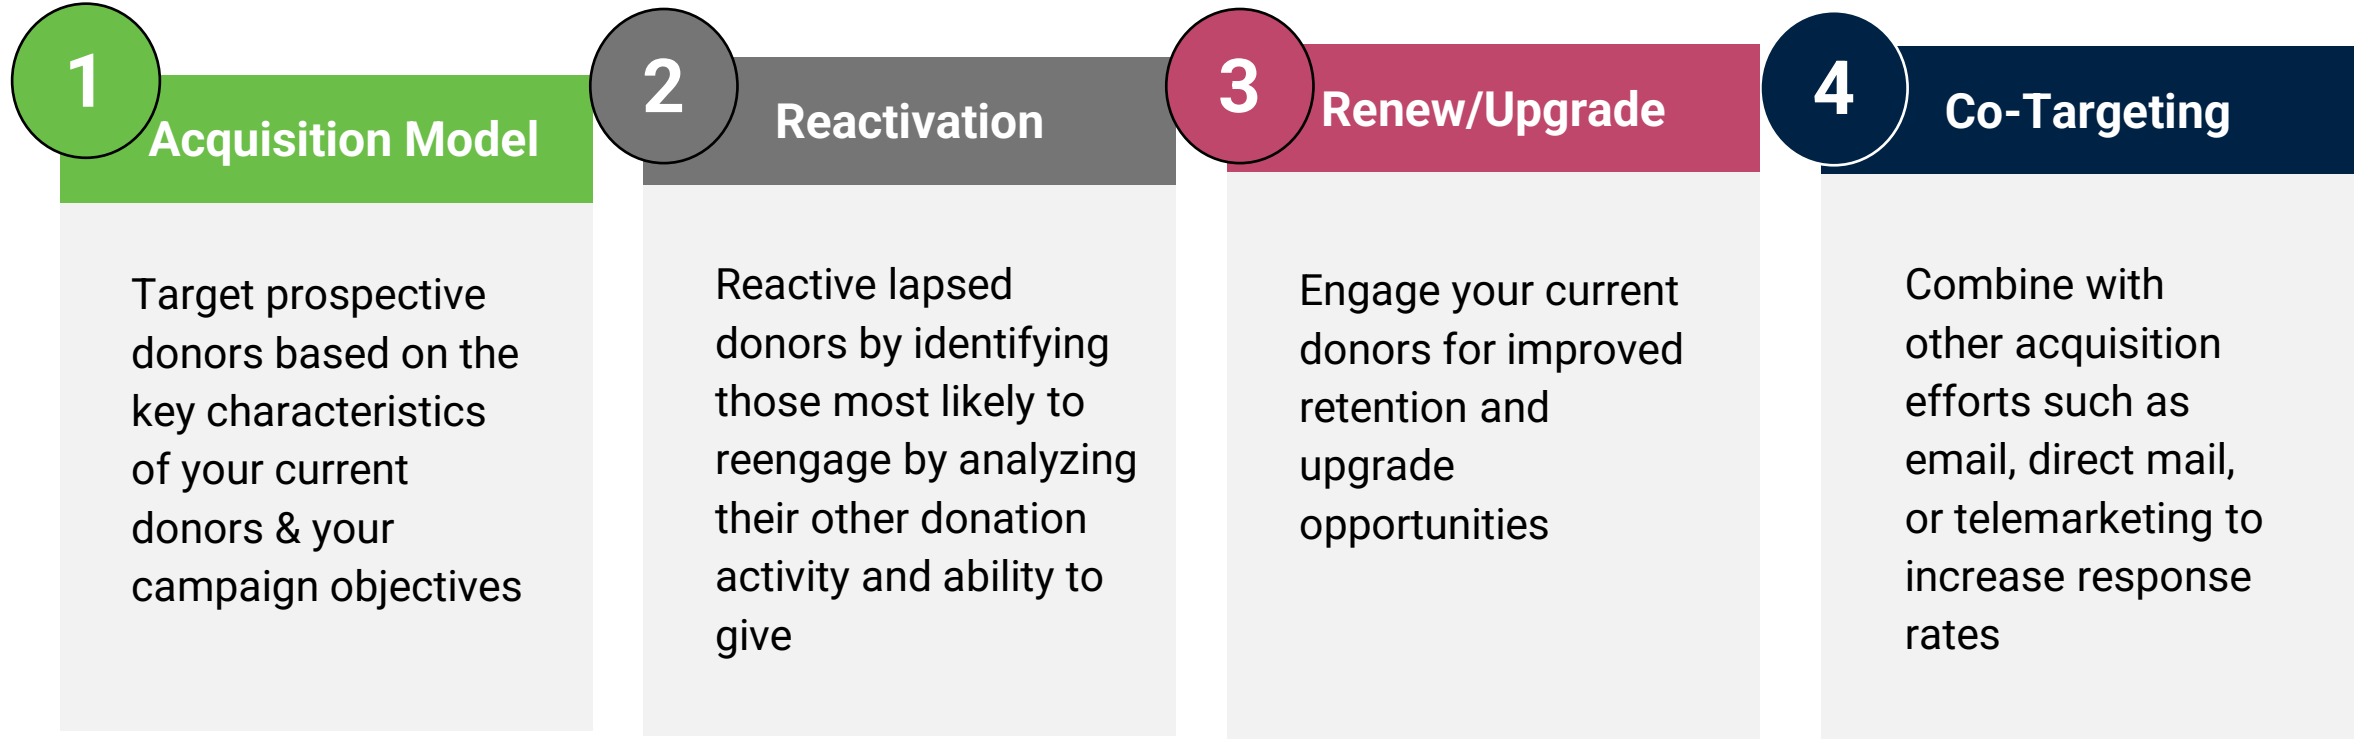 1
Acquisition Model
Target prospective
donors based on the
key characteristics
of your current
donors & your
campaign objectives
2
Reactivation
Reactive lapsed
donors by identifying
those most likely to
reengage by analyzing
their other donation
activity and ability to
give
3
Renew/Upgrade
Engage your current
donors for improved
retention and
upgrade
opportunities
4
Co-Targeting
Combine with
other acquisition
efforts such as
email, direct mail,
or telemarketing to
increase response
rates